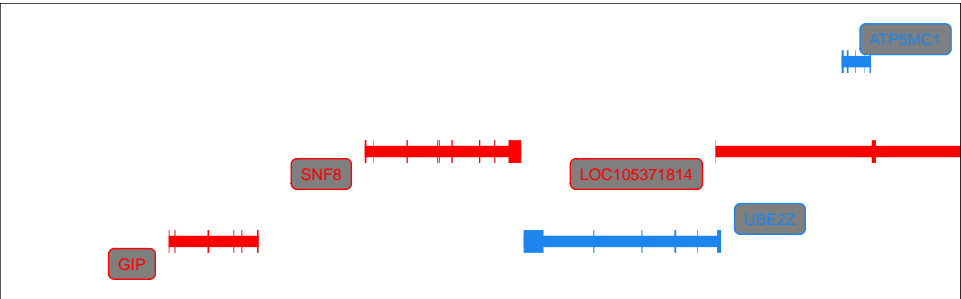 ATP5MC1
SNF8
LOC105371814
UBE2Z
GIP